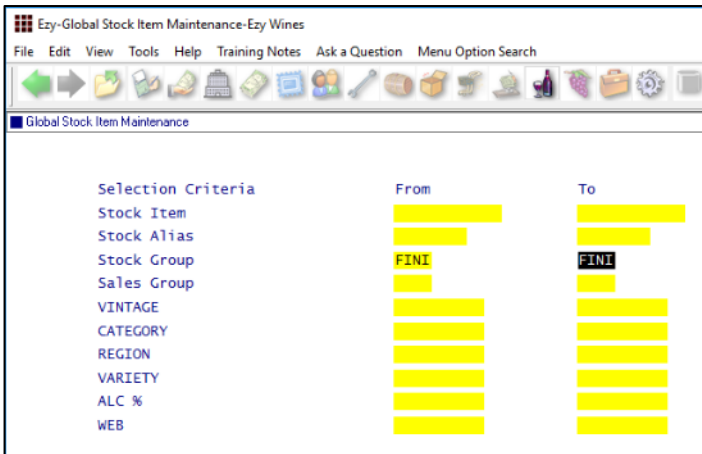 Ezy-Global Stock Item Maintenance-Ezy Wines
File Edit View Tools Help Training Notes Ask a Question Menu Option Search
Global Stock Item Maintenance
Selection Criteria From To
Stock Item
Stock Alias
Stock Group FINI FINI
Sales Group
VINTAGE
CATEGORY
REGION
VARIETY
ALC %
WEB